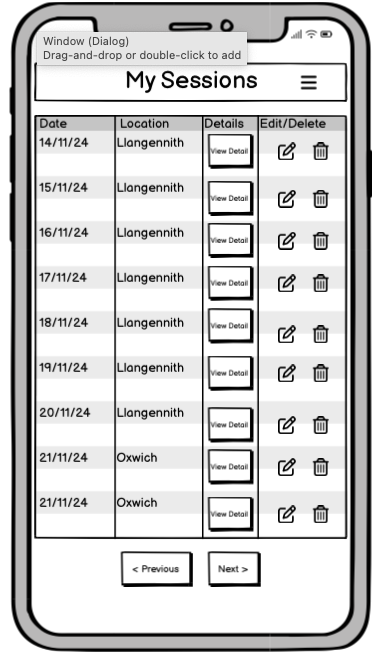 Window (Dialog)
Drag-and-drop or double-click to add
My Sessions
Date Location Details Edit/Delete
14/11/24 Llangennith View Detail
15/11/24 Llangennith View Detail
16/11/24 Llangennith View Detail
17/11/24 Llangennith View Detail
18/11/24 Llangennith View Detail
19/11/24 Llangennith View Detail
20/11/24 Llangennith View Detail
21/11/24 Oxwich View Detail
21/11/24 Oxwich View Detail
< Previous Next >